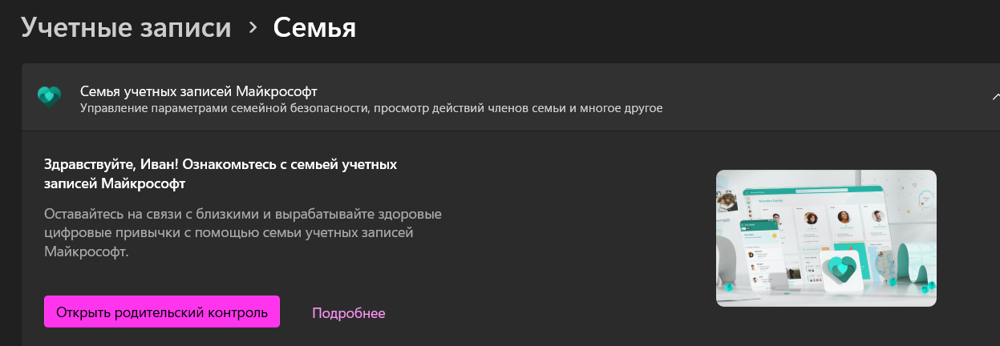 Учетные записи › Семья
Семья учетных записей Майкрософт
Управление параметрами семейной безопасности, просмотр действий членов семьи и многое другое
Здравствуйте, Иван! Ознакомьтесь с семьей учетных
записей Майкрософт
Оставайтесь на связи с близкими и вырабатывайте здоровые
цифровые привычки с помощью семьи учетных записей
Майкрософт.
Открыть родительский контроль
Подробнее